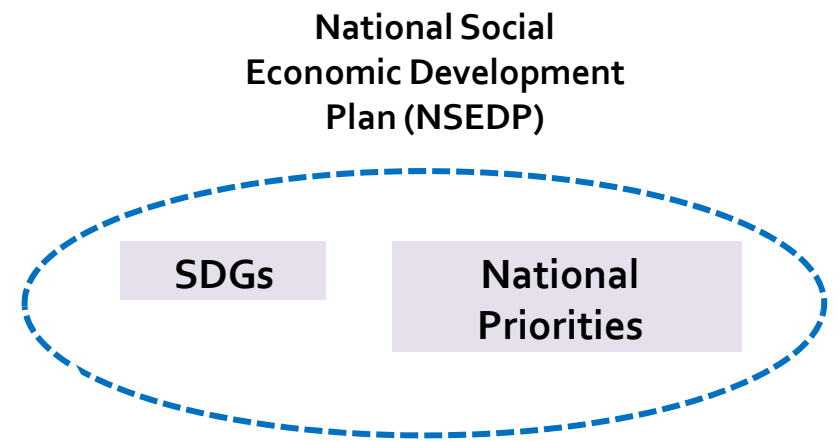 National Social
Economic Development
Plan (NSEDP)
SDGs
National
Priorities